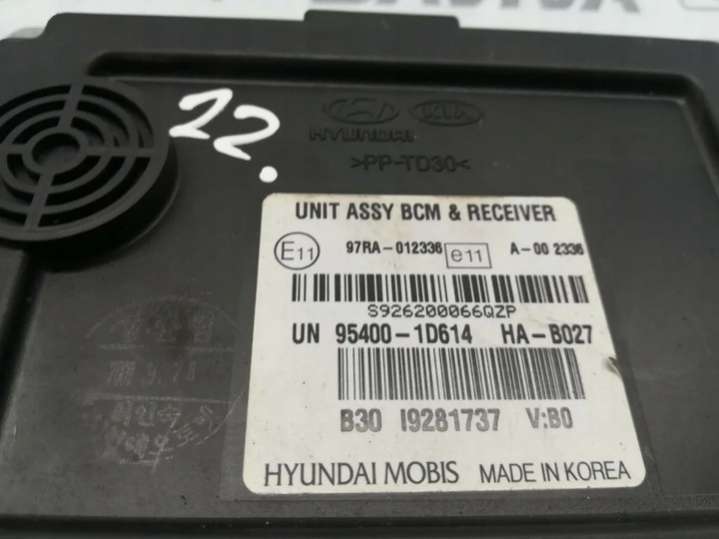 22.
HYUNDAI KIA
>PP-TD30<
UNIT ASSY BCM & RECEIVER
E11 97RA-012336 e11 A-00 2336
S926200066QZP
UN 95400-1D614 HA-B027
B30 I9281737 V:B0
HYUNDAI MOBIS MADE IN KOREA